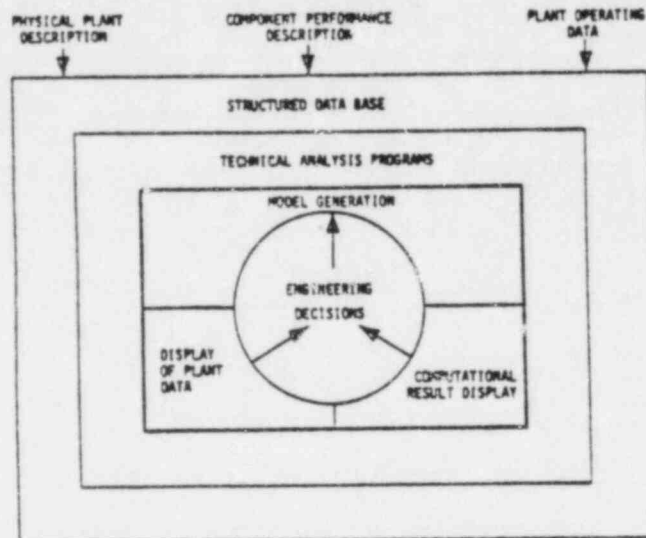 PHYSICAL PLANT
DESCRIPTION
COMPONENT PERFORMANCE
DESCRIPTION
PLANT OPERATING
DATA
STRUCTURED DATA BASE
TECHNICAL ANALYSIS PROGRAMS
MODEL GENERATION
ENGINEERING
DECISIONS
DISPLAY
OF PLANT
DATA
COMPUTATIONAL
RESULT DISPLAY